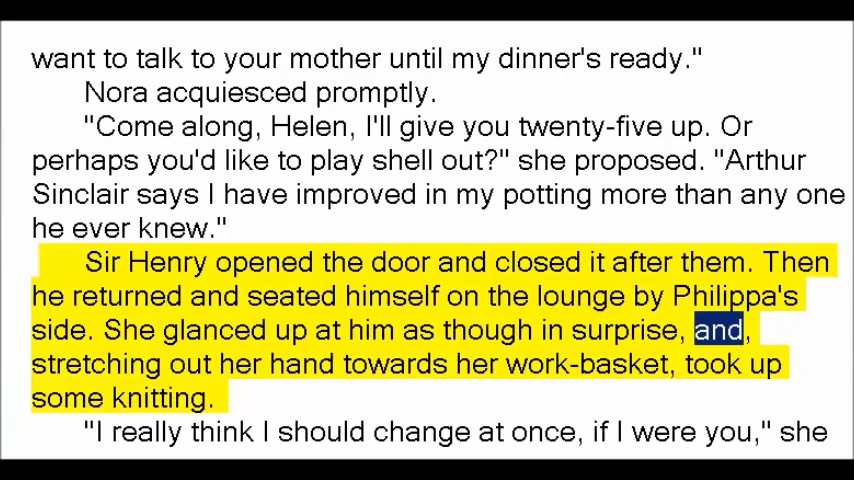 want to talk to your mother until my dinner's ready."
Nora acquiesced promptly.
"Come along, Helen, I'll give you twenty-five up. Or
perhaps you'd like to play shell out?" she proposed. "Arthur
Sinclair says I have improved in my potting more than any one
he ever knew."
Sir Henry opened the door and closed it after them. Then
he returned and seated himself on the lounge by Philippa's
side. She glanced up at him as though in surprise, and,
stretching out her hand towards her work-basket, took up
some knitting.
"I really think I should change at once, if I were you," she